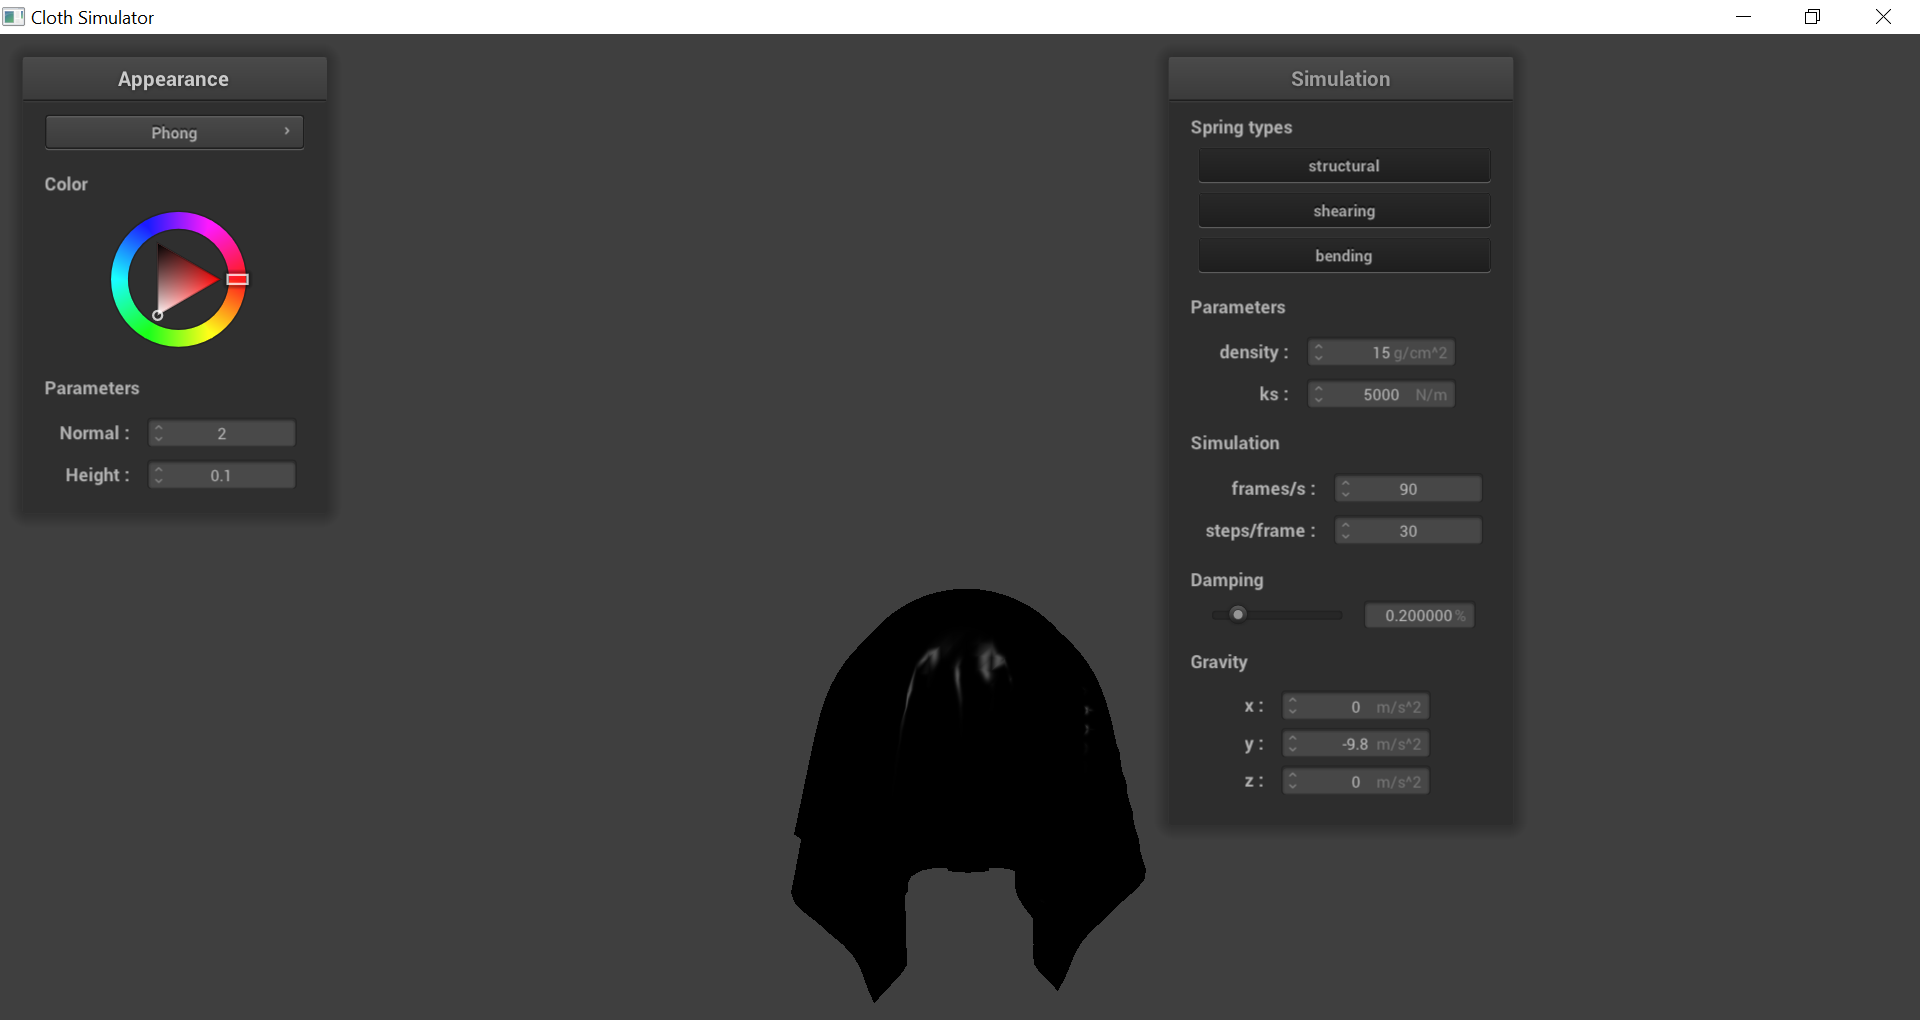 Cloth Simulator
Appearance
Phong
Color
Parameters
Normal : 2
Height : 0.1
Simulation
Spring types
structural
shearing
bending
Parameters
density : 15 g/cm^2
ks : 5000 N/m
Simulation
frames/s : 90
steps/frame : 30
Damping
0.200000 %
Gravity
x : 0 m/s^2
y : -9.8 m/s^2
z : 0 m/s^2